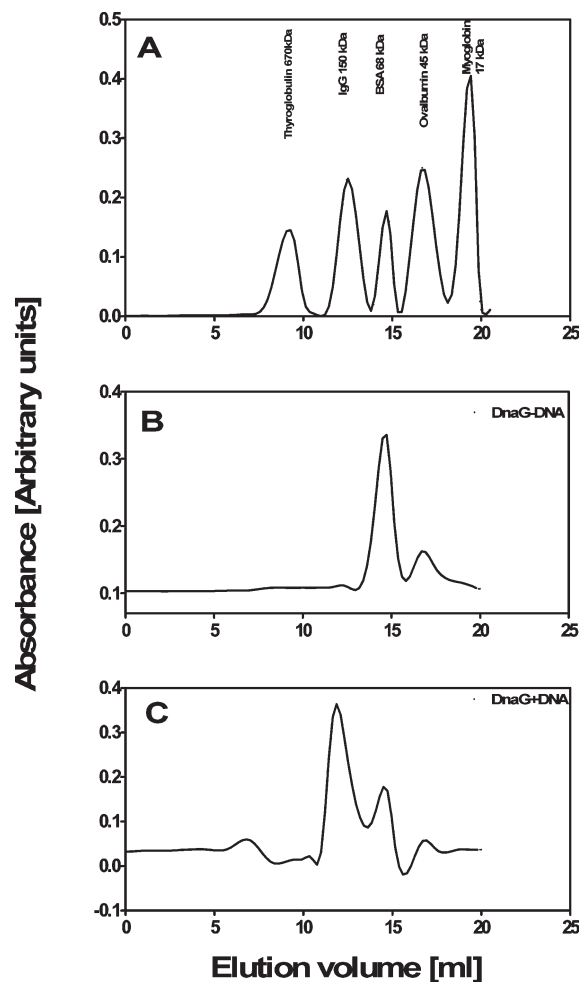 A
Thyroglobulin 670kDa
IgG 150 kDa
BSA 68 kDa
Ovalburrin 45 kDa
Myoglobin
17 kDa
0.5
0.4
0.3
0.2
0.1
0.0
0
5
10
15
20
25
B
DnaG-DNA
0.4
0.3
0.2
0.1
0
5
10
15
20
25
C
DnaG+DNA
0.4
0.3
0.2
0.1
0.0
-0.1
0
5
10
15
20
25
Absorbance [Arbitrary units]
Elution volume [ml]